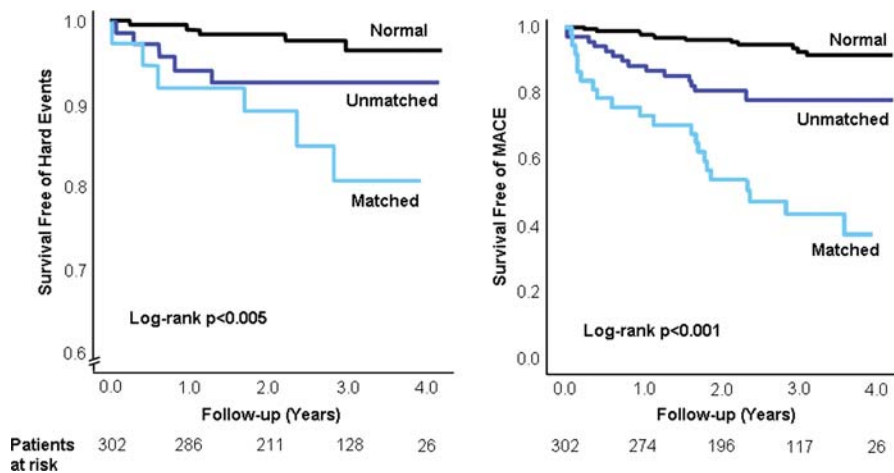 Survival Free of Hard Events
1.0
0.9
0.8
0.7
0.6
Normal
Unmatched
Matched
Log-rank p<0.005
0.0 1.0 2.0 3.0 4.0
Follow-up (Years)
Patients at risk 302 286 211 128 26
Survival Free of MACE
1.0
0.8
0.6
0.4
0.2
0.0
Normal
Unmatched
Matched
Log-rank p<0.001
0.0 1.0 2.0 3.0 4.0
Follow-up (Years)
302 274 196 117 26